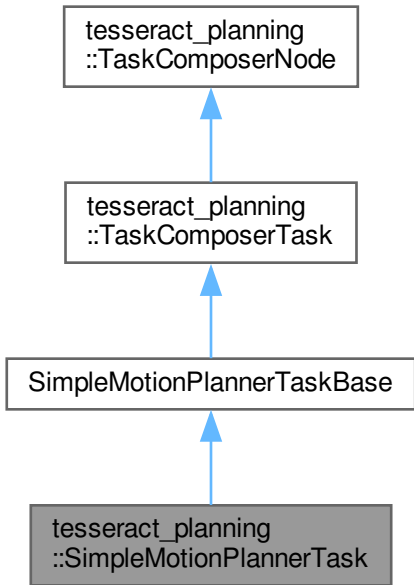 tesseract_planning
::TaskComposerNode
tesseract_planning
::TaskComposerTask
SimpleMotionPlannerTaskBase
tesseract_planning
::SimpleMotionPlannerTask